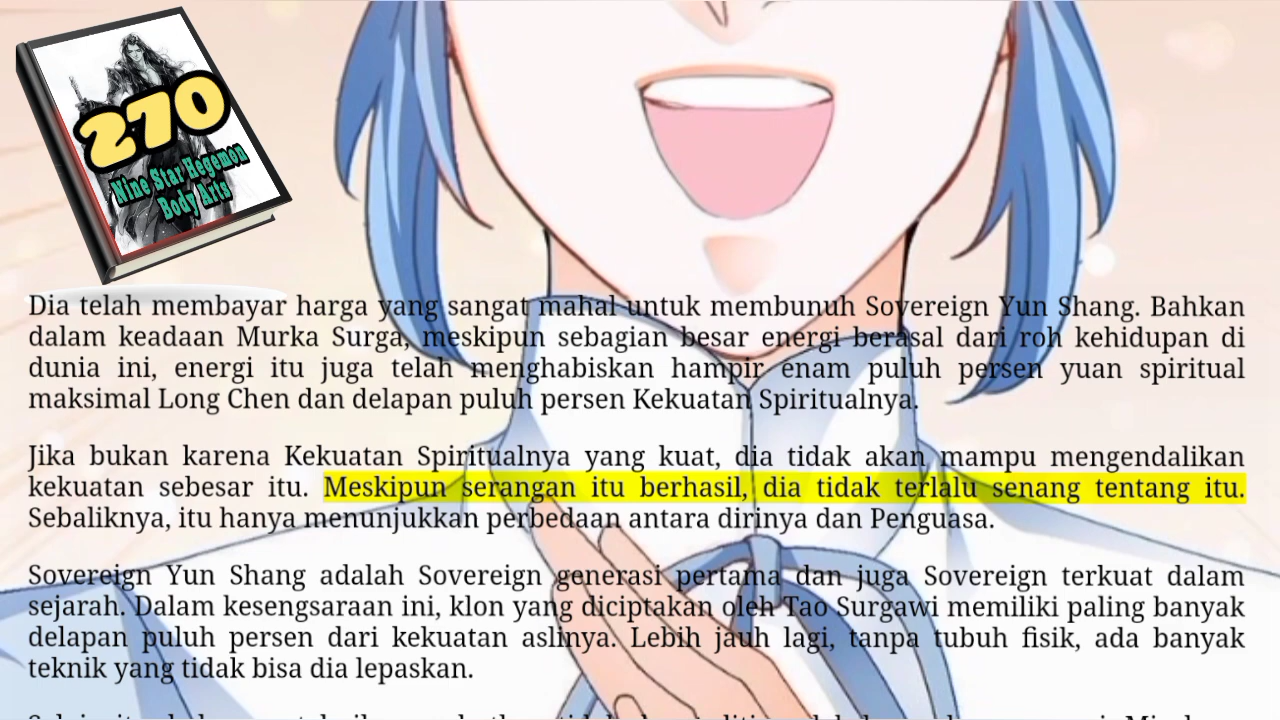 270
Nine Star Hegemon
Body Arts
Dia telah membayar harga yang sangat mahal untuk membunuh Sovereign Yun Shang. Bahkan
dalam keadaan Murka Surga, meskipun sebagian besar energi berasal dari roh kehidupan di
dunia ini, energi itu juga telah menghabiskan hampir enam puluh persen yuan spiritual
maksimal Long Chen dan delapan puluh persen Kekuatan Spiritualnya.
Jika bukan karena Kekuatan Spiritualnya yang kuat, dia tidak akan mampu mengendalikan
kekuatan sebesar itu. Meskipun serangan itu berhasil, dia tidak terlalu senang tentang itu.
Sebaliknya, itu hanya menunjukkan perbedaan antara dirinya dan Penguasa.
Sovereign Yun Shang adalah Sovereign generasi pertama dan juga Sovereign terkuat dalam
sejarah. Dalam kesengsaraan ini, klon yang diciptakan oleh Tao Surgawi memiliki paling banyak
delapan puluh persen dari kekuatan aslinya. Lebih jauh lagi, tanpa tubuh fisik, ada banyak
teknik yang tidak bisa dia lepaskan.